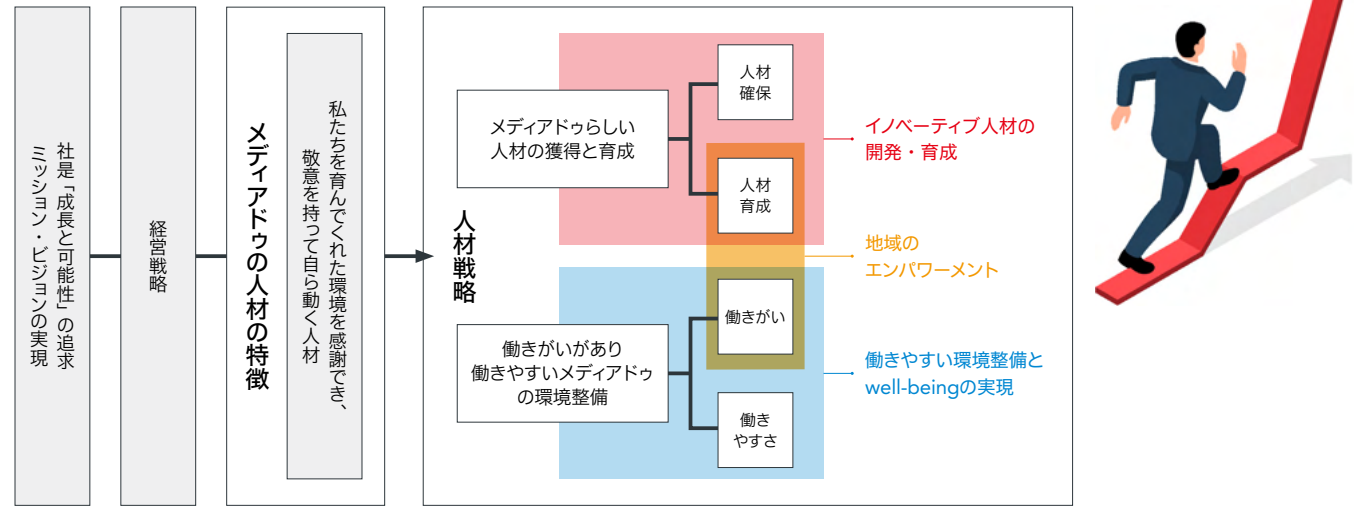 社是「成長と可能性」の追求
ミッション・ビジョンの実現
経営戦略
メディアドゥの人材の特徴
私たちを育んでくれた環境を感謝でき、
敬意を持って自ら動く人材
人材戦略
メディアドゥらしい
人材の獲得と育成
人材
確保
人材
育成
イノベーティブ人材の
開発・育成
地域の
エンパワーメント
働きがいがあり
働きやすいメディアドゥ
の環境整備
働きがい
働き
やすさ
働きやすい環境整備と
well-beingの実現